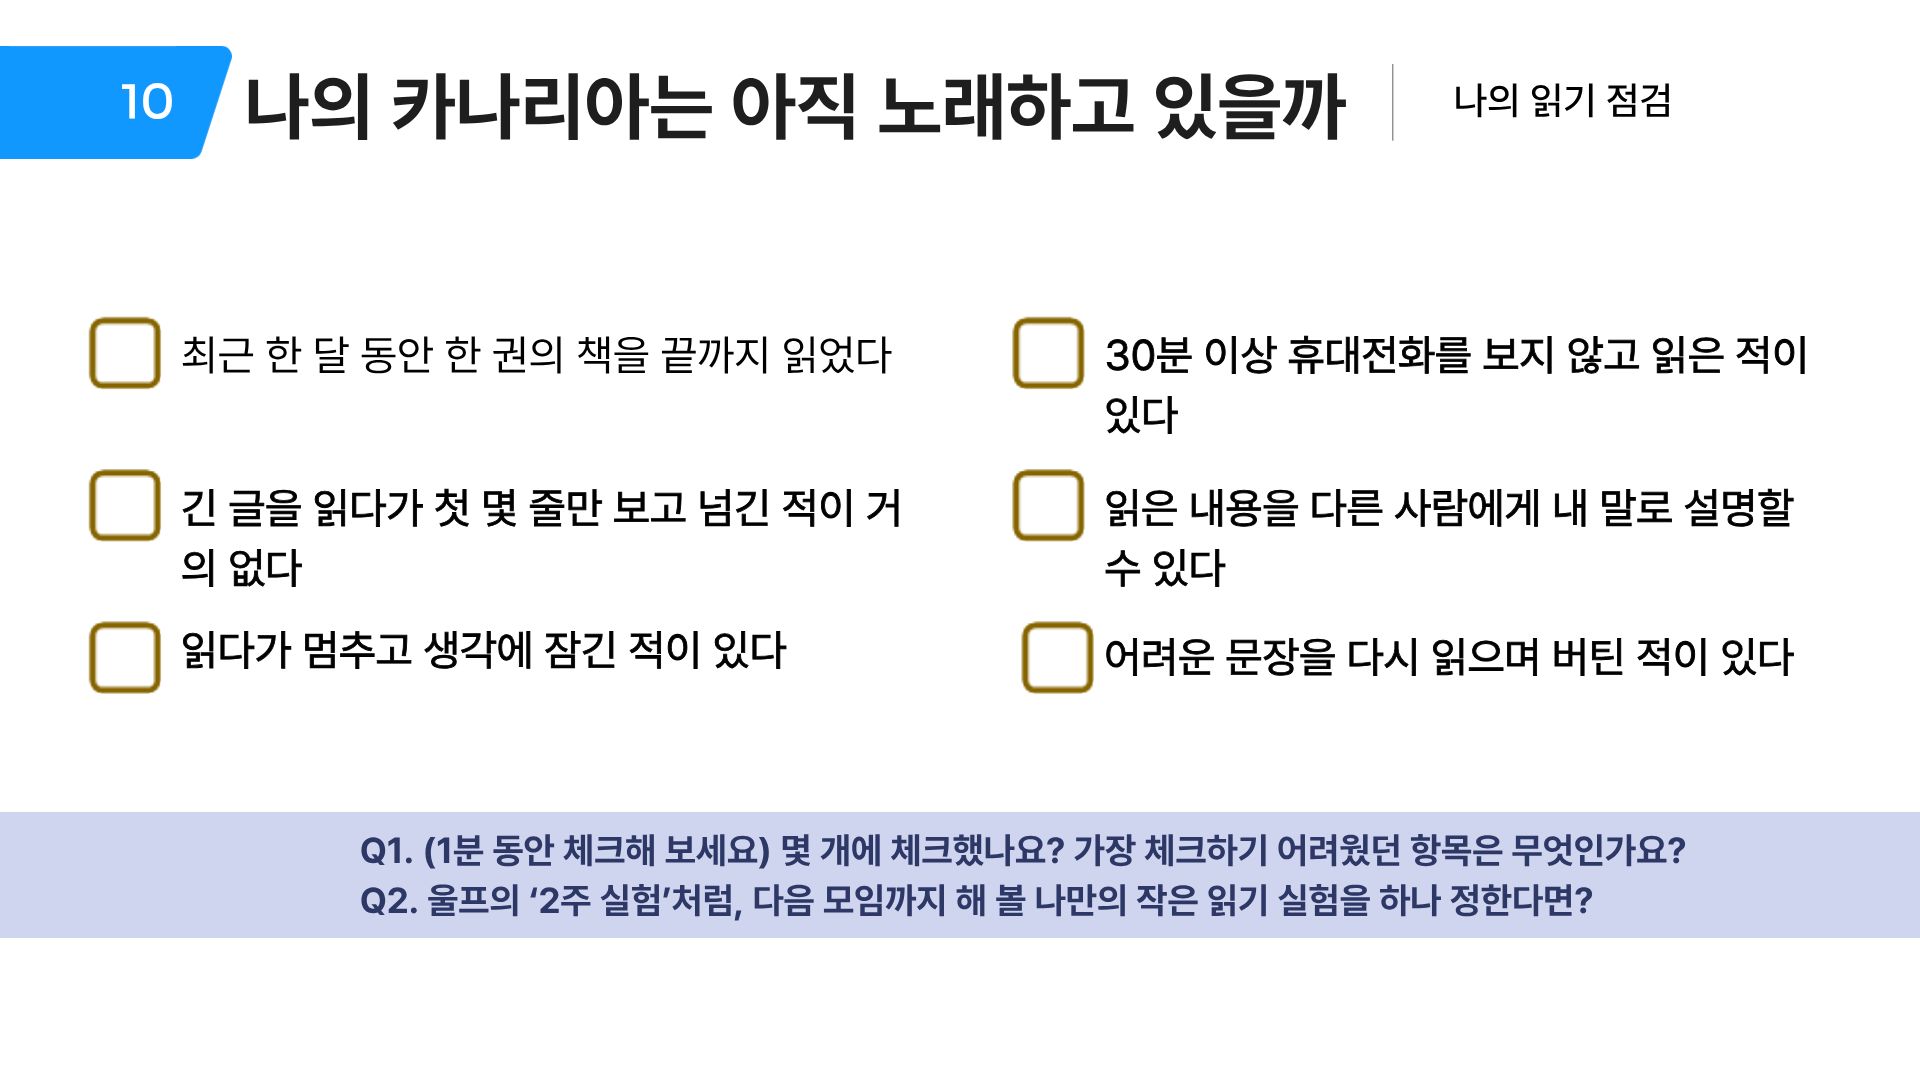 10
나의 카나리아는 아직 노래하고 있을까
나의 읽기 점검
최근 한 달 동안 한 권의 책을 끝까지 읽었다
30분 이상 휴대전화를 보지 않고 읽은 적이
있다
긴 글을 읽다가 첫 몇 줄만 보고 넘긴 적이 거
의 없다
읽은 내용을 다른 사람에게 내 말로 설명할
수 있다
읽다가 멈추고 생각에 잠긴 적이 있다
어려운 문장을 다시 읽으며 버틴 적이 있다
Q1. (1분 동안 체크해 보세요) 몇 개에 체크했나요? 가장 체크하기 어려웠던 항목은 무엇인가요?
Q2. 울프의 ‘2주 실험’처럼, 다음 모임까지 해 볼 나만의 작은 읽기 실험을 하나 정한다면?